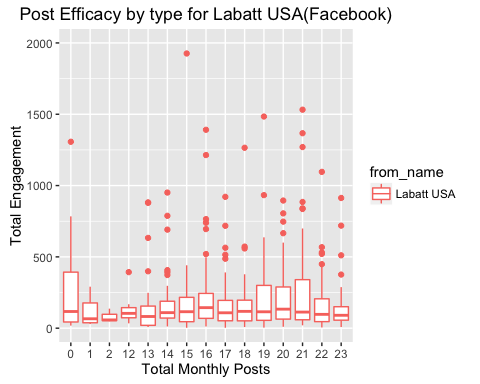 Post Efficacy by type for Labatt USA(Facebook)
2000
1500
1000
500
0
Total Engagement
0 1 2 12 13 14 15 16 17 18 19 20 21 22 23
Total Monthly Posts
from_name
Labatt USA